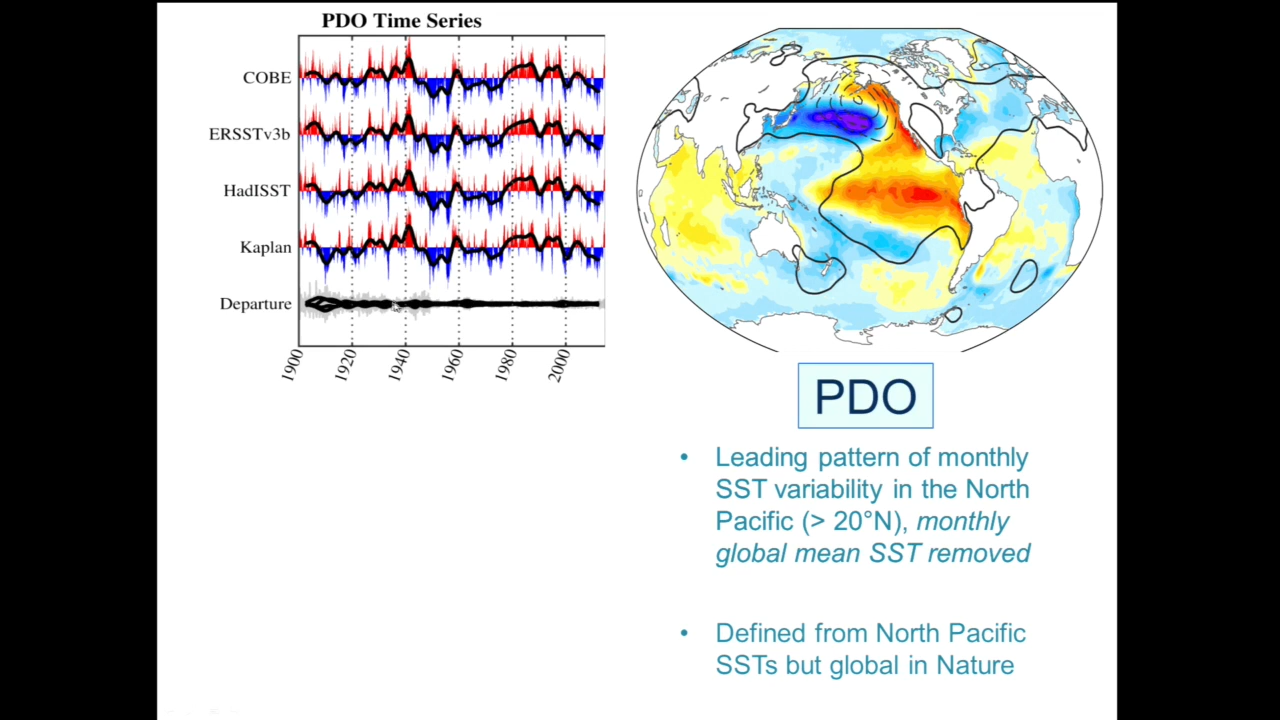 PDO Time Series
COBE
ERSSTv3b
HadISST
Kaplan
Departure
1900
1920
1940
1960
1980
2000
PDO
• Leading pattern of monthly
SST variability in the North
Pacific (> 20°N), monthly
global mean SST removed
• Defined from North Pacific
SSTs but global in Nature